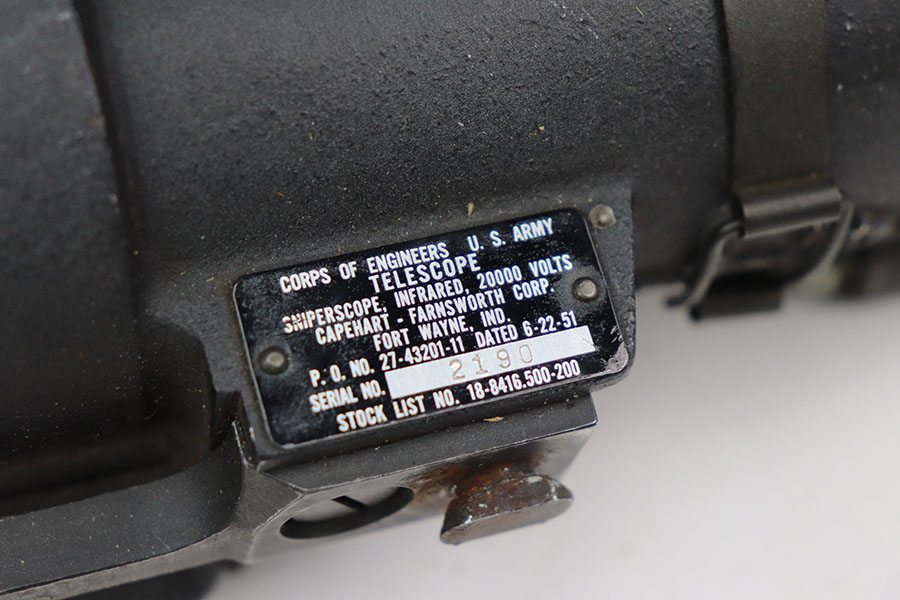 CORPS OF ENGINEERS U. S. ARMY
TELESCOPE
SNIPERSCOPE, INFRARED, 20000 VOLTS
CAPEHART - FARNSWORTH CORP.
FORT WAYNE, IND.
P. O. NO. 27-43201-11 DATED 6-22-51
SERIAL NO. 2190
STOCK LIST NO. 18-8416.500-200